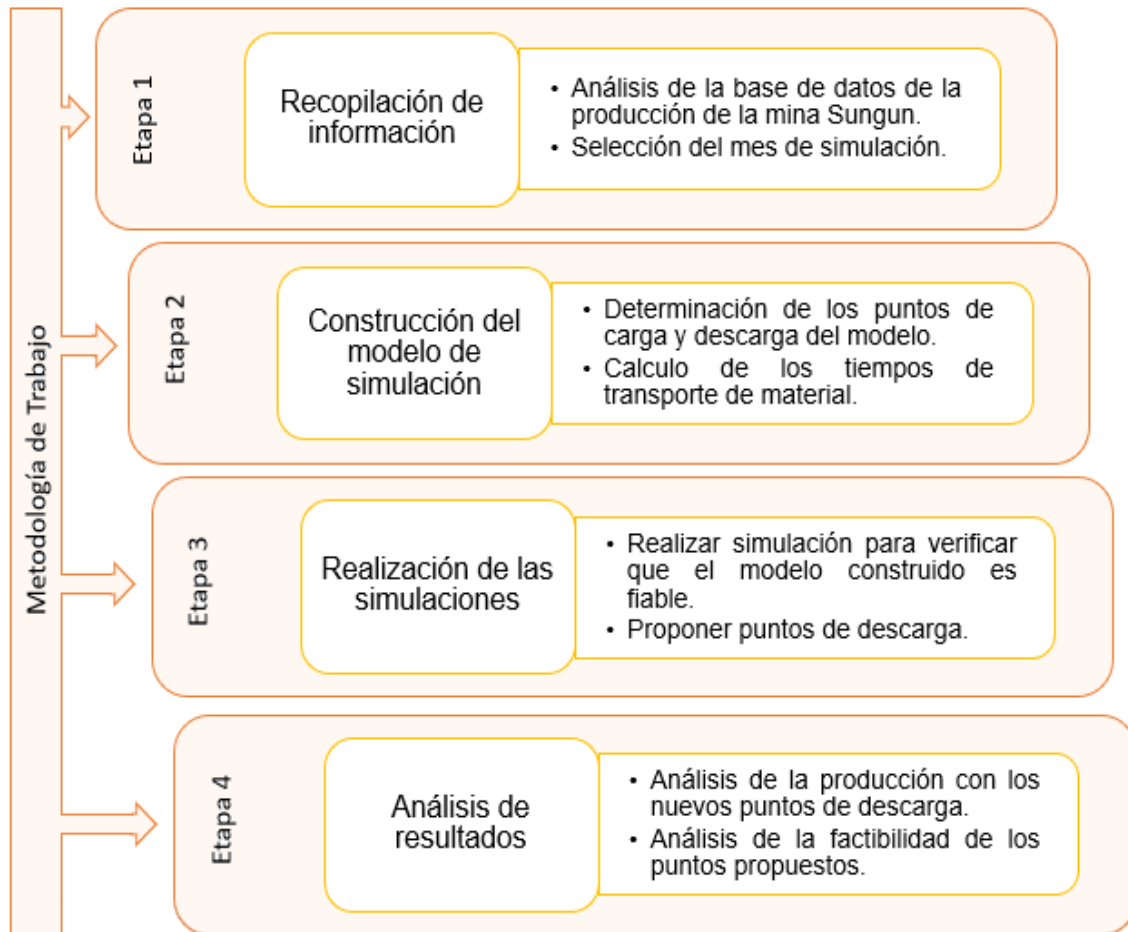 Metodología de Trabajo
Etapa 1
Recopilación de
información
• Análisis de la base de datos de la
producción de la mina Sungun.
• Selección del mes de simulación.
Etapa 2
Construcción del
modelo de
simulación
• Determinación de los puntos de
carga y descarga del modelo.
• Calculo de los tiempos de
transporte de material.
Etapa 3
Realización de las
simulaciones
• Realizar simulación para verificar
que el modelo construido es
fiable.
• Proponer puntos de descarga.
Etapa 4
Análisis de
resultados
• Análisis de la producción con los
nuevos puntos de descarga.
• Análisis de la factibilidad de los
puntos propuestos.